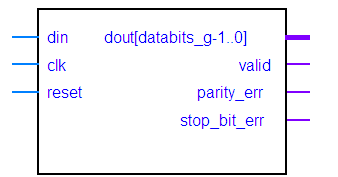 din dout[databits_g-1..0]
clk valid
reset parity_err
stop_bit_err